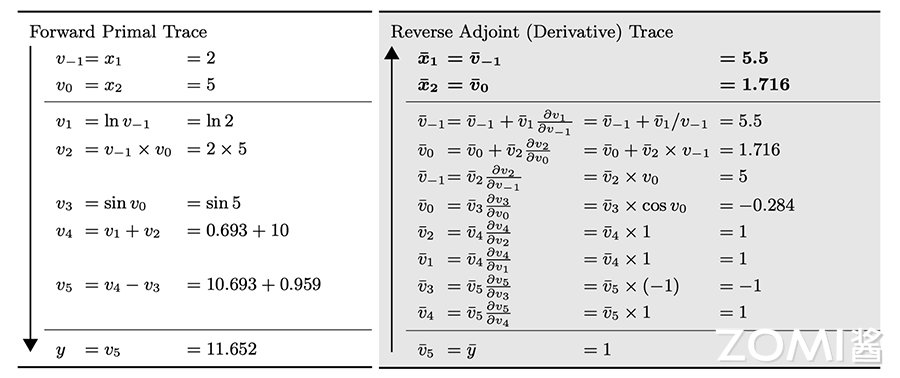 Forward Primal Trace
v₋₁ = x₁ = 2
v₀ = x₂ = 5
v₁ = ln v₋₁ = ln 2
v₂ = v₋₁ × v₀ = 2 × 5
v₃ = sin v₀ = sin 5
v₄ = v₁ + v₂ = 0.693 + 10
v₅ = v₄ − v₃ = 10.693 + 0.959
y = v₅ = 11.652
Reverse Adjoint (Derivative) Trace
x̄₁ = v̄₋₁ = 5.5
x̄₂ = v̄₀ = 1.716
v̄₋₁ = v̄₋₁ + v̄₁ ∂v₁/∂v₋₁ = v̄₋₁ + v̄₁/v₋₁ = 5.5
v̄₀ = v̄₀ + v̄₂ ∂v₂/∂v₀ = v̄₀ + v̄₂ × v₋₁ = 1.716
v̄₋₁ = v̄₂ ∂v₂/∂v₋₁ = v̄₂ × v₀ = 5
v̄₀ = v̄₃ ∂v₃/∂v₀ = v̄₃ × cos v₀ = −0.284
v̄₂ = v̄₄ ∂v₄/∂v₂ = v̄₄ × 1 = 1
v̄₁ = v̄₄ ∂v₄/∂v₁ = v̄₄ × 1 = 1
v̄₃ = v̄₅ ∂v₅/∂v₃ = v̄₅ × (−1) = −1
v̄₄ = v̄₅ ∂v₅/∂v₄ = v̄₅ × 1 = 1
v̄₅ = ȳ = 1
ZOMI酱